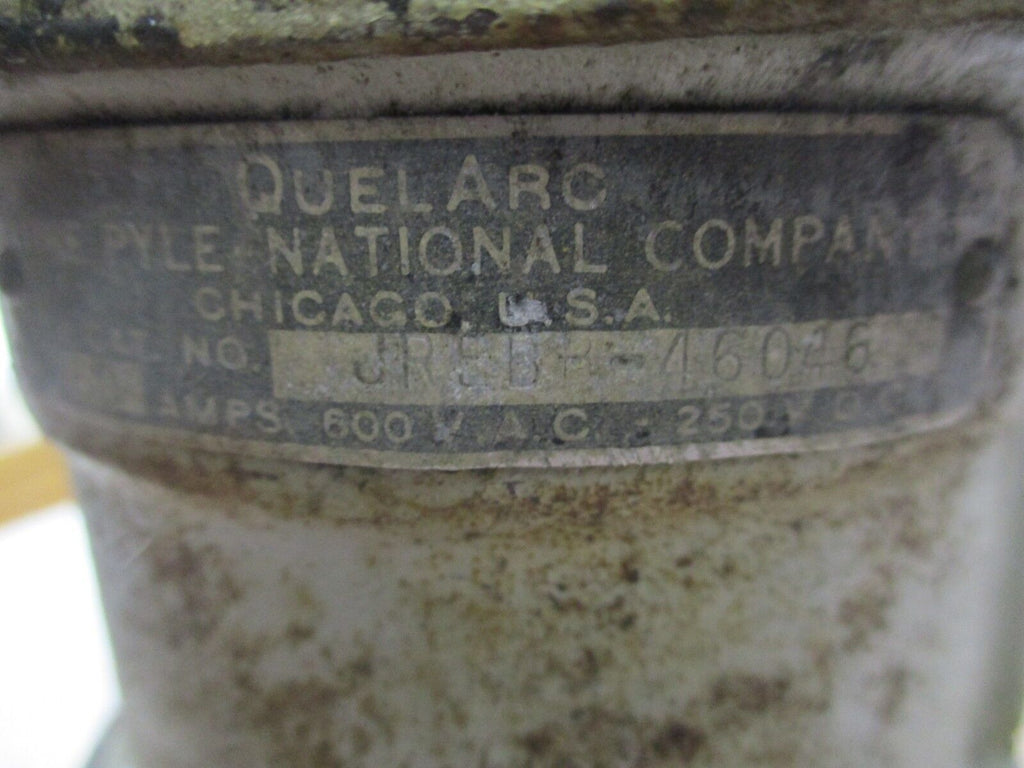 QUELARC
PYLE-NATIONAL COMPANY
CHICAGO, U.S.A.
NO.
AMPS. 600 V.A.C. - 250 V.D.C.